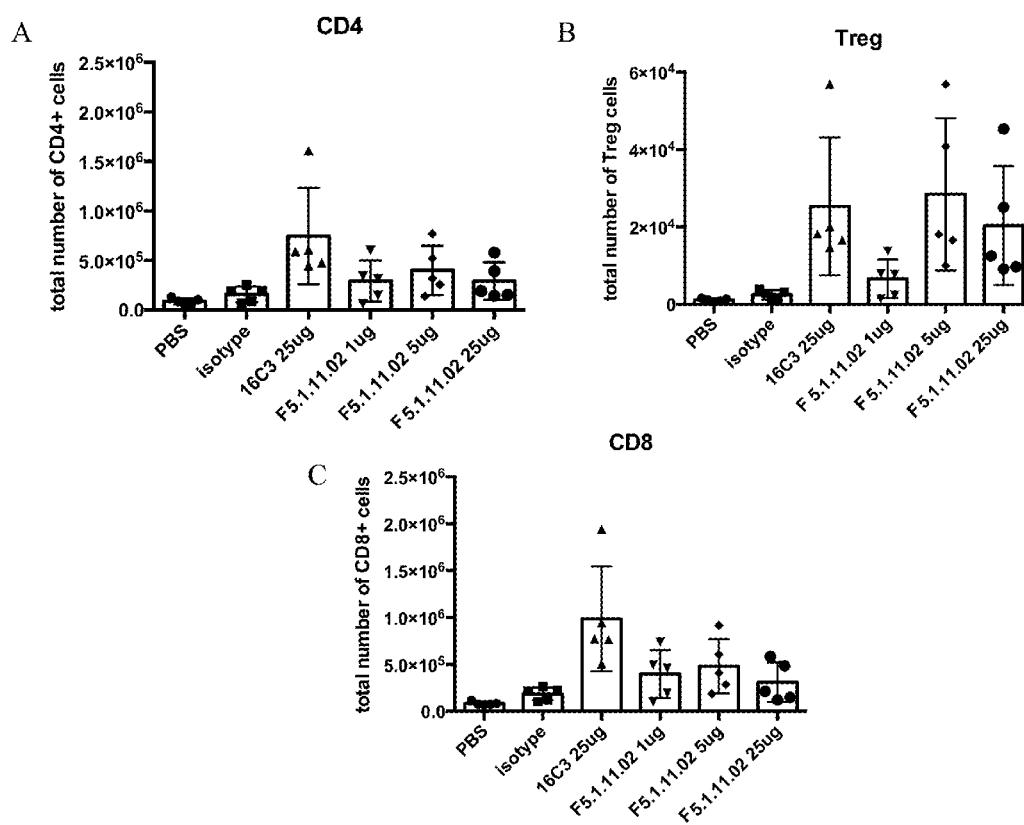 A
CD4
total number of CD4+ cells
2.5×10⁶
2.0×10⁶
1.5×10⁶
1.0×10⁶
5.0×10⁵
0.0
PBS
isotype
16C3 25ug
F5.1.11.02 1ug
F5.1.11.02 5ug
F5.1.11.02 25ug
B
Treg
total number of Treg cells
6×10⁴
4×10⁴
2×10⁴
0
PBS
isotype
16C3 25ug
F5.1.11.02 1ug
F5.1.11.02 5ug
F5.1.11.02 25ug
C
CD8
total number of CD8+ cells
2.5×10⁶
2.0×10⁶
1.5×10⁶
1.0×10⁶
5.0×10⁵
0.0
PBS
isotype
16C3 25ug
F5.1.11.02 1ug
F5.1.11.02 5ug
F5.1.11.02 25ug